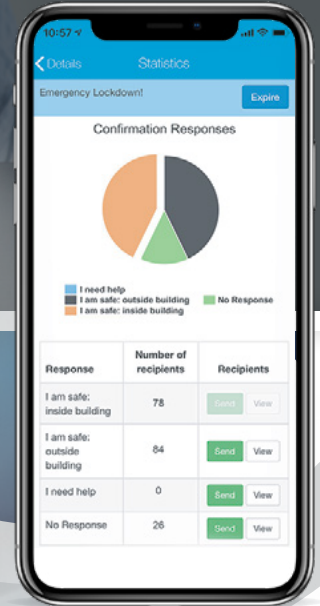 10:57
Details Statistics
Emergency Lockdown! Expire
Confirmation Responses
I need help
I am safe: outside building No Response
I am safe: inside building
Response Number of recipients Recipients
I am safe: inside building 78 Send View
I am safe: outside building 84 Send View
I need help 0 Send View
No Response 26 Send View